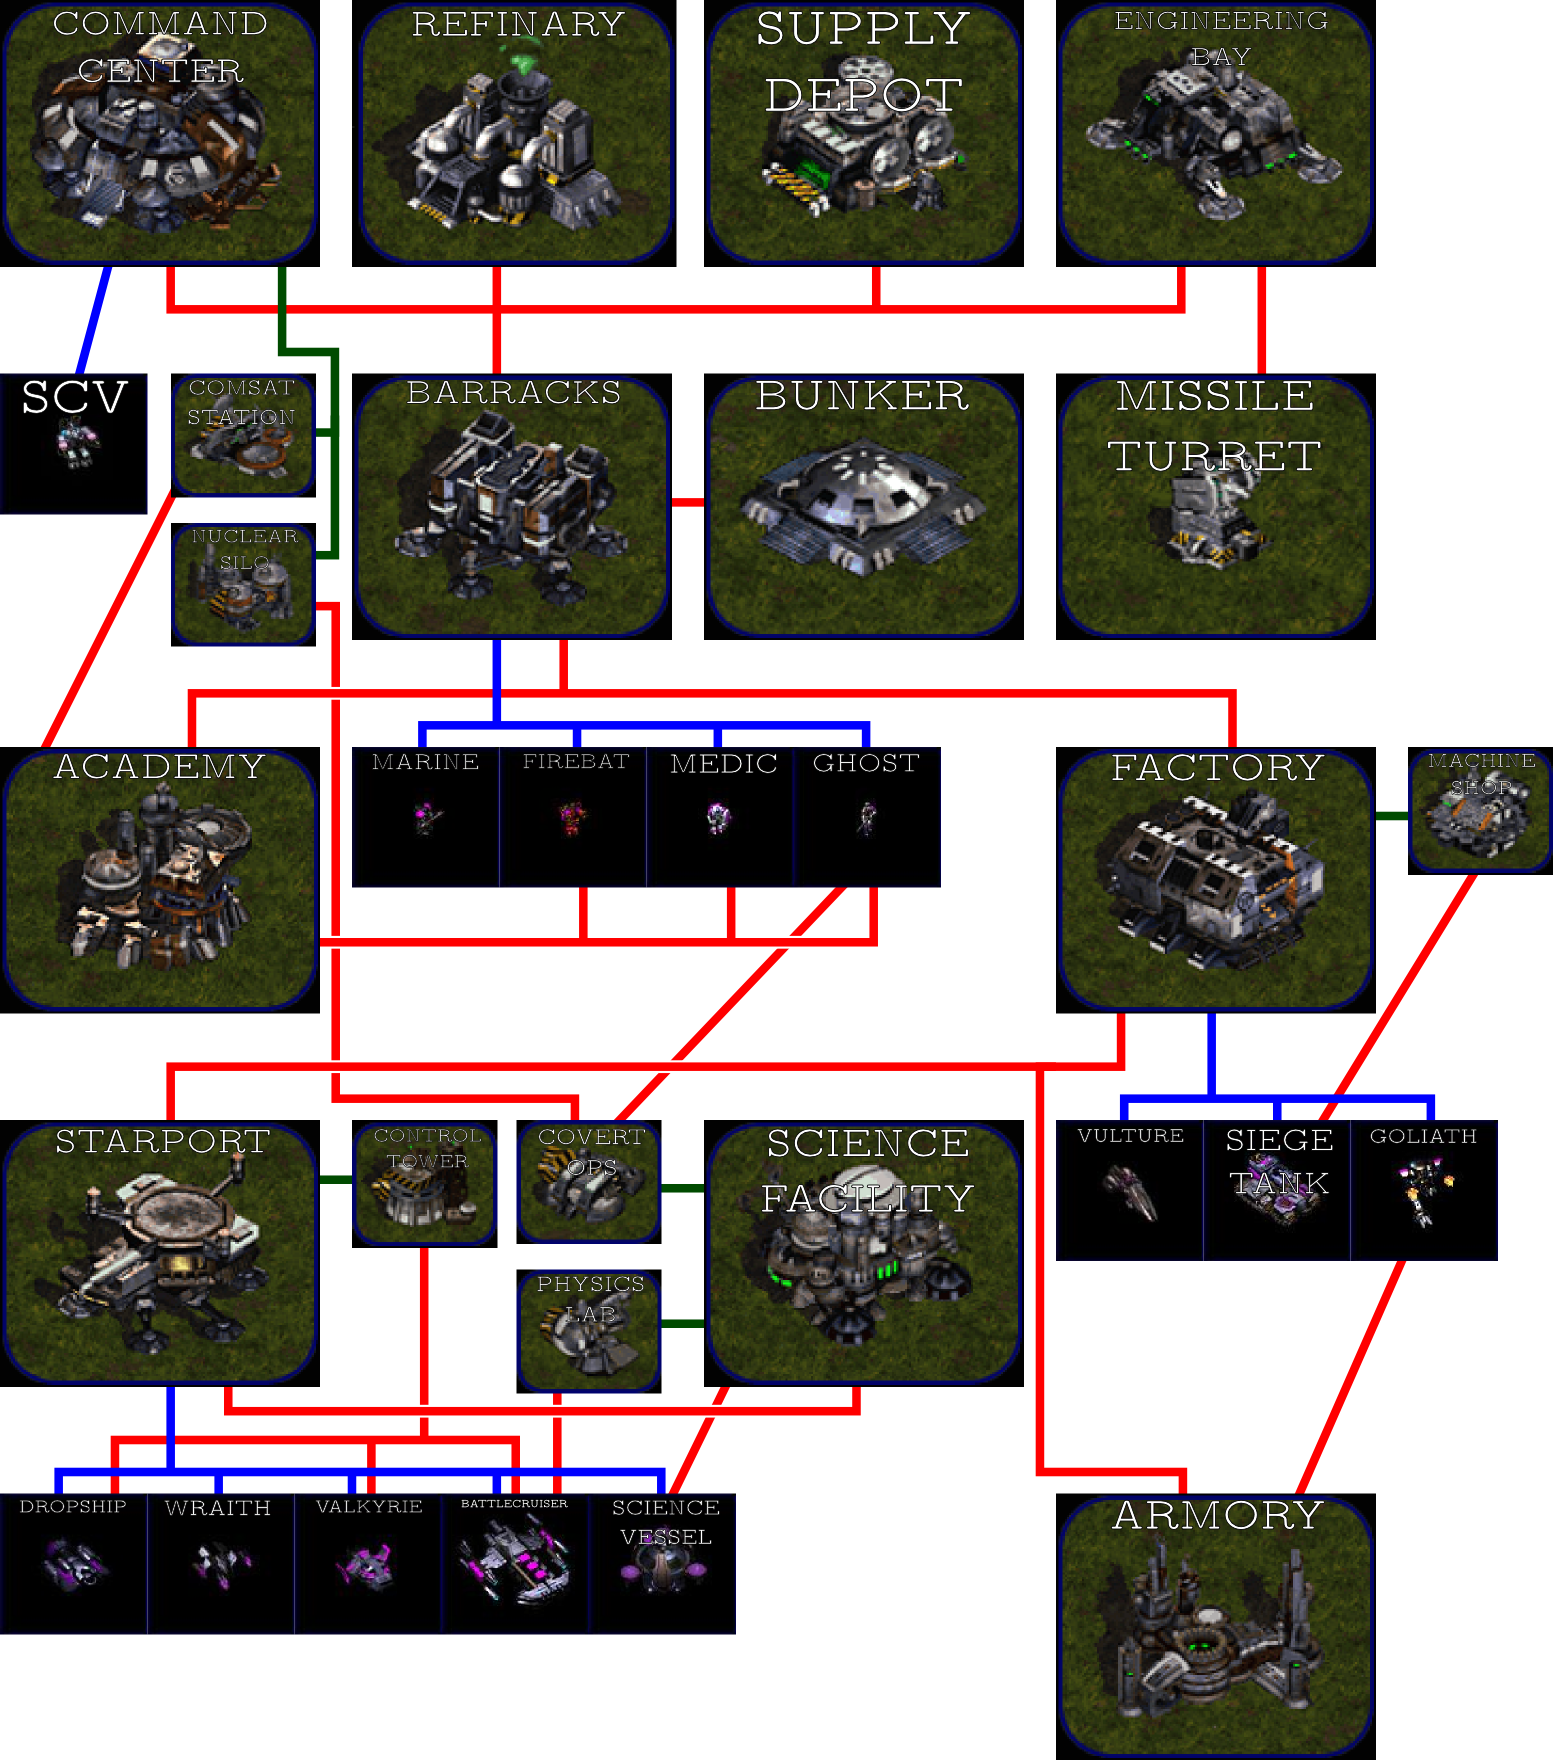 COMMAND
CENTER
REFINARY
SUPPLY
DEPOT
ENGINEERING
BAY
SCV
COMSAT
STATION
NUCLEAR
SILO
BARRACKS
BUNKER
MISSILE
TURRET
ACADEMY
MARINE
FIREBAT
MEDIC
GHOST
FACTORY
MACHINE
SHOP
STARPORT
CONTROL
TOWER
COVERT
OPS
PHYSICS
LAB
SCIENCE
FACILITY
VULTURE
SIEGE
TANK
GOLIATH
DROPSHIP
WRAITH
VALKYRIE
BATTLECRUISER
SCIENCE
VESSEL
ARMORY